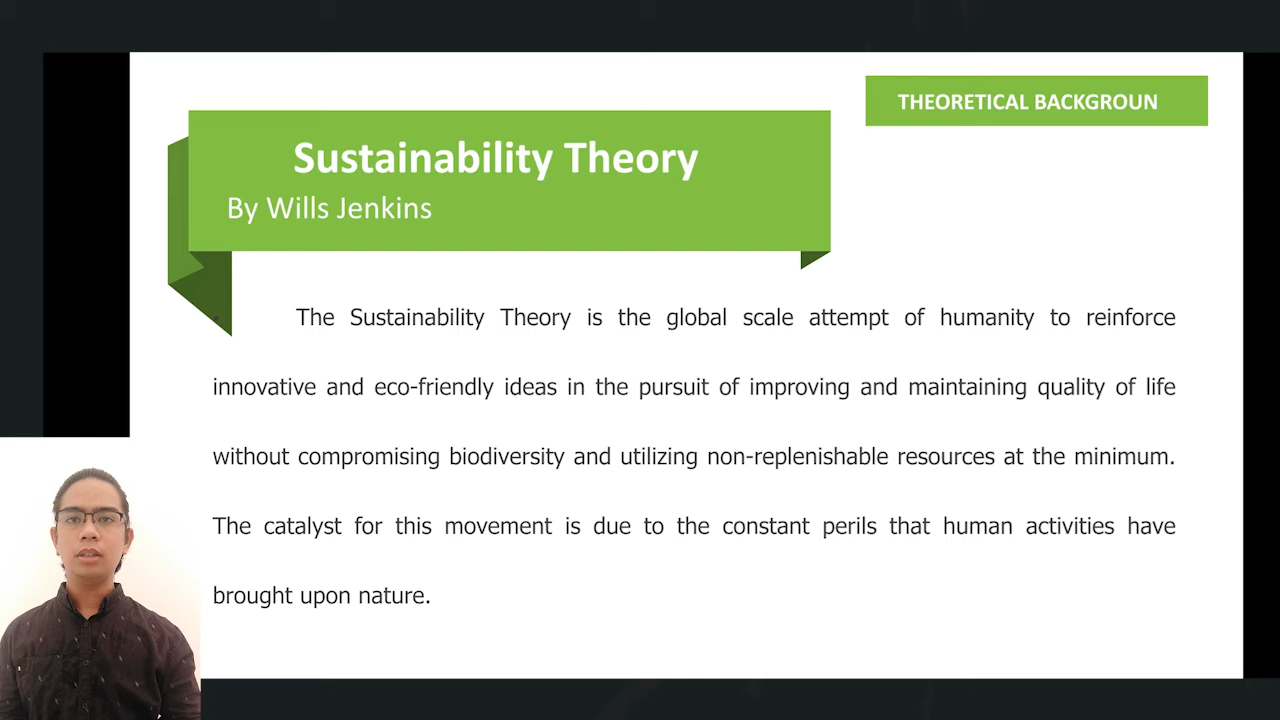 THEORETICAL BACKGROUN
Sustainability Theory
By Wills Jenkins
The Sustainability Theory is the global scale attempt of humanity to reinforce
innovative and eco-friendly ideas in the pursuit of improving and maintaining quality of life
without compromising biodiversity and utilizing non-replenishable resources at the minimum.
The catalyst for this movement is due to the constant perils that human activities have
brought upon nature.